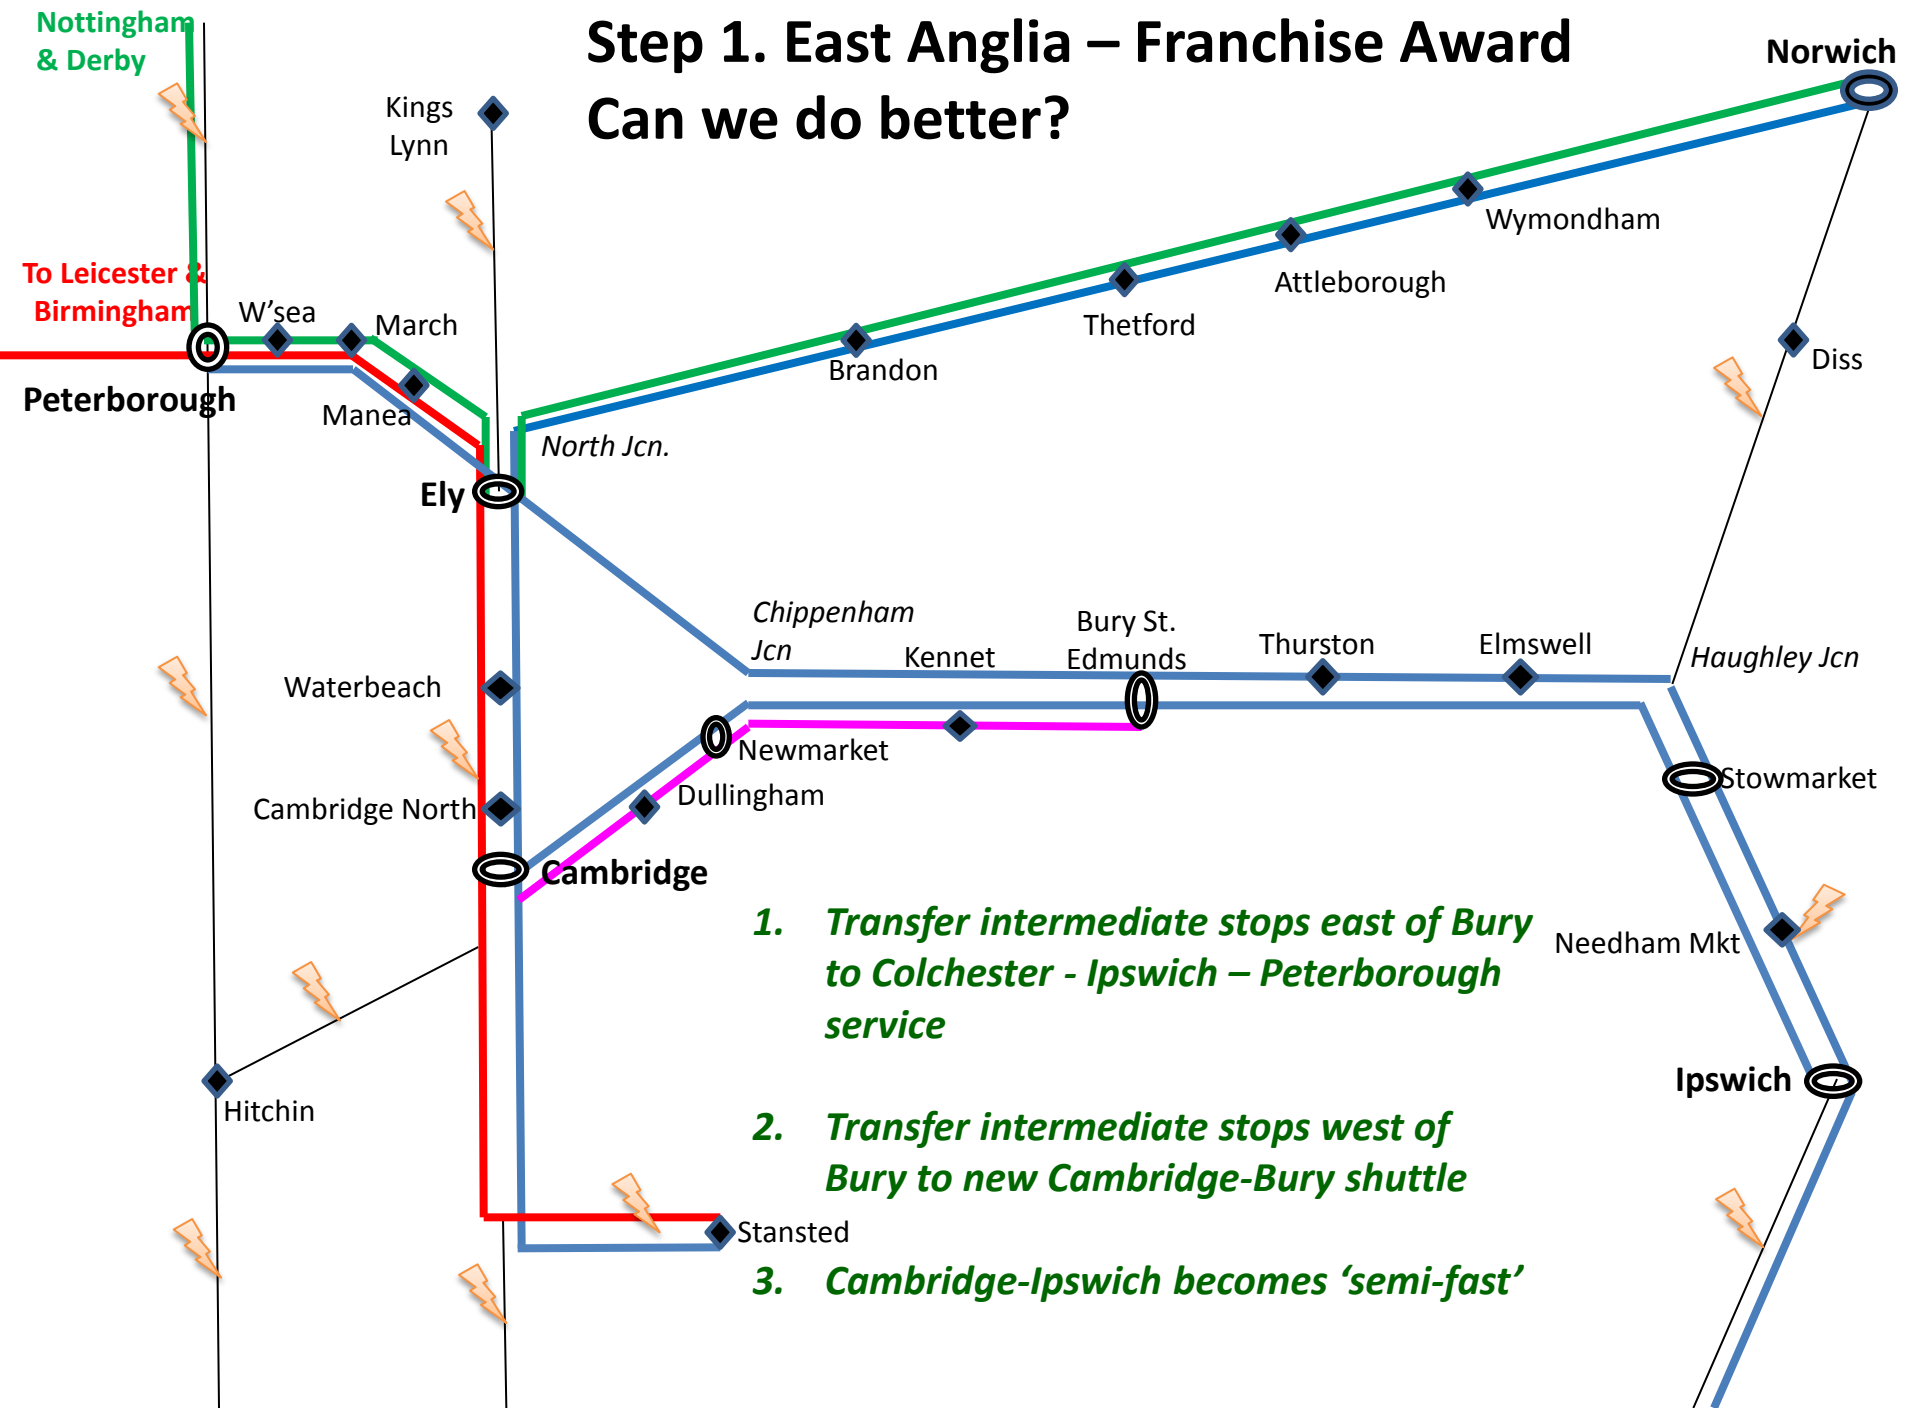 Nottingham
& Derby
Step 1. East Anglia – Franchise Award
Can we do better?
Norwich
Kings
Lynn
Wymondham
Attleborough
To Leicester &
Birmingham
W'sea
March
Thetford
Brandon
Diss
Peterborough
Manea
North Jcn.
Ely
Chippenham
Jcn
Kennet
Bury St.
Edmunds
Thurston
Elmswell
Haughley Jcn
Waterbeach
Newmarket
Stowmarket
Dullingham
Cambridge North
Cambridge
1. Transfer intermediate stops east of Bury
to Colchester - Ipswich – Peterborough
service
Needham Mkt
Ipswich
Hitchin
2. Transfer intermediate stops west of
Bury to new Cambridge-Bury shuttle
Stansted
3. Cambridge-Ipswich becomes ‘semi-fast’